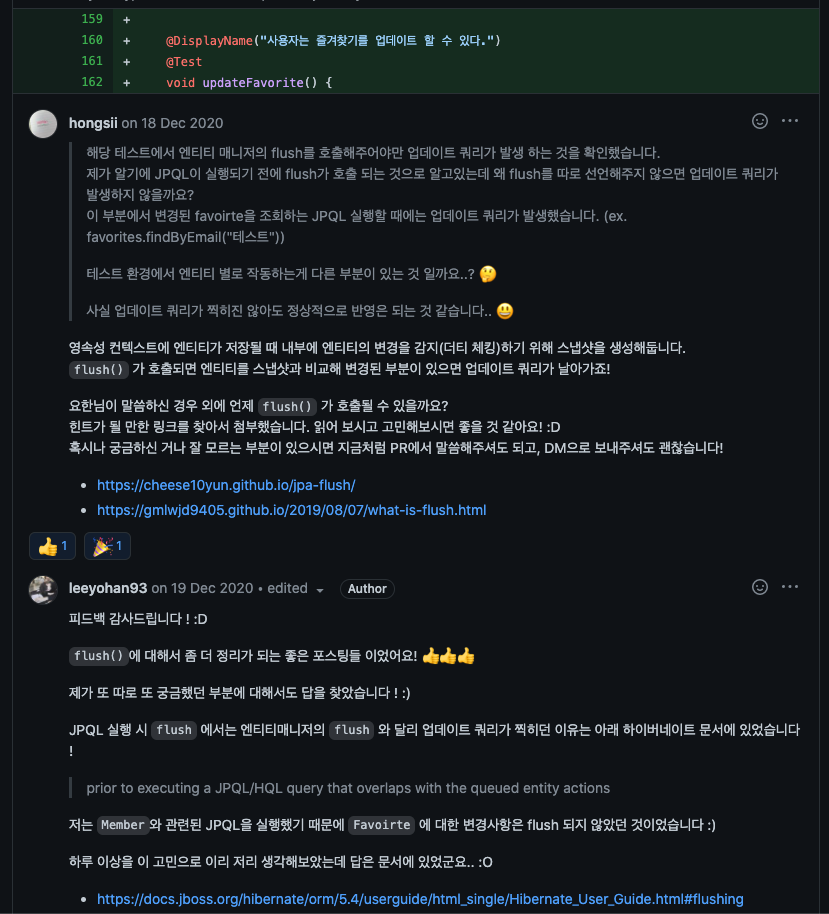 159 +
160 + @DisplayName("사용자는 즐겨찾기를 업데이트 할 수 있다.")
161 + @Test
162 + void updateFavorite() {
hongsii on 18 Dec 2020
해당 테스트에서 엔티티 매니저의 flush를 호출해주어야만 업데이트 쿼리가 발생 하는 것을 확인했습니다.
제가 알기에 JPQL이 실행되기 전에 flush가 호출 되는 것으로 알고있는데 왜 flush를 따로 선언해주지 않으면 업데이트 쿼리가
발생하지 않을까요?
이 부분에서 변경된 favoirte을 조회하는 JPQL 실행할 때에는 업데이트 쿼리가 발생했습니다. (ex.
favorites.findByEmail("테스트"))
테스트 환경에서 엔티티 별로 작동하는게 다른 부분이 있는 것 일까요..? 🤔
사실 업데이트 쿼리가 찍히진 않아도 정상적으로 반영은 되는 것 같습니다.. 😃
영속성 컨텍스트에 엔티티가 저장될 때 내부에 엔티티의 변경을 감지(더티 체킹)하기 위해 스냅샷을 생성해둡니다.
flush() 가 호출되면 엔티티를 스냅샷과 비교해 변경된 부분이 있으면 업데이트 쿼리가 날아가죠!
요한님이 말씀하신 경우 외에 언제 flush() 가 호출될 수 있을까요?
힌트가 될 만한 링크를 찾아서 첨부했습니다. 읽어 보시고 고민해보시면 좋을 것 같아요! :D
혹시나 궁금하신 거나 잘 모르는 부분이 있으시면 지금처럼 PR에서 말씀해주셔도 되고, DM으로 보내주셔도 괜찮습니다!
• https://cheese10yun.github.io/jpa-flush/
• https://gmlwjd9405.github.io/2019/08/07/what-is-flush.html
👍 1 🎉 1
leeyohan93 on 19 Dec 2020 • edited Author
피드백 감사드립니다 ! :D
flush()에 대해서 좀 더 정리가 되는 좋은 포스팅들 이었어요! 👍👍👍
제가 또 따로 또 궁금했던 부분에 대해서도 답을 찾았습니다 ! :)
JPQL 실행 시 flush 에서는 엔티티매니저의 flush 와 달리 업데이트 쿼리가 찍히던 이유는 아래 하이버네이트 문서에 있었습니다
!
prior to executing a JPQL/HQL query that overlaps with the queued entity actions
저는 Member와 관련된 JPQL을 실행했기 때문에 Favoirte 에 대한 변경사항은 flush 되지 않았던 것이었습니다 :)
하루 이상을 이 고민으로 이리 저리 생각해보았는데 답은 문서에 있었군요.. :O
• https://docs.jboss.org/hibernate/orm/5.4/userguide/html_single/Hibernate_User_Guide.html#flushing